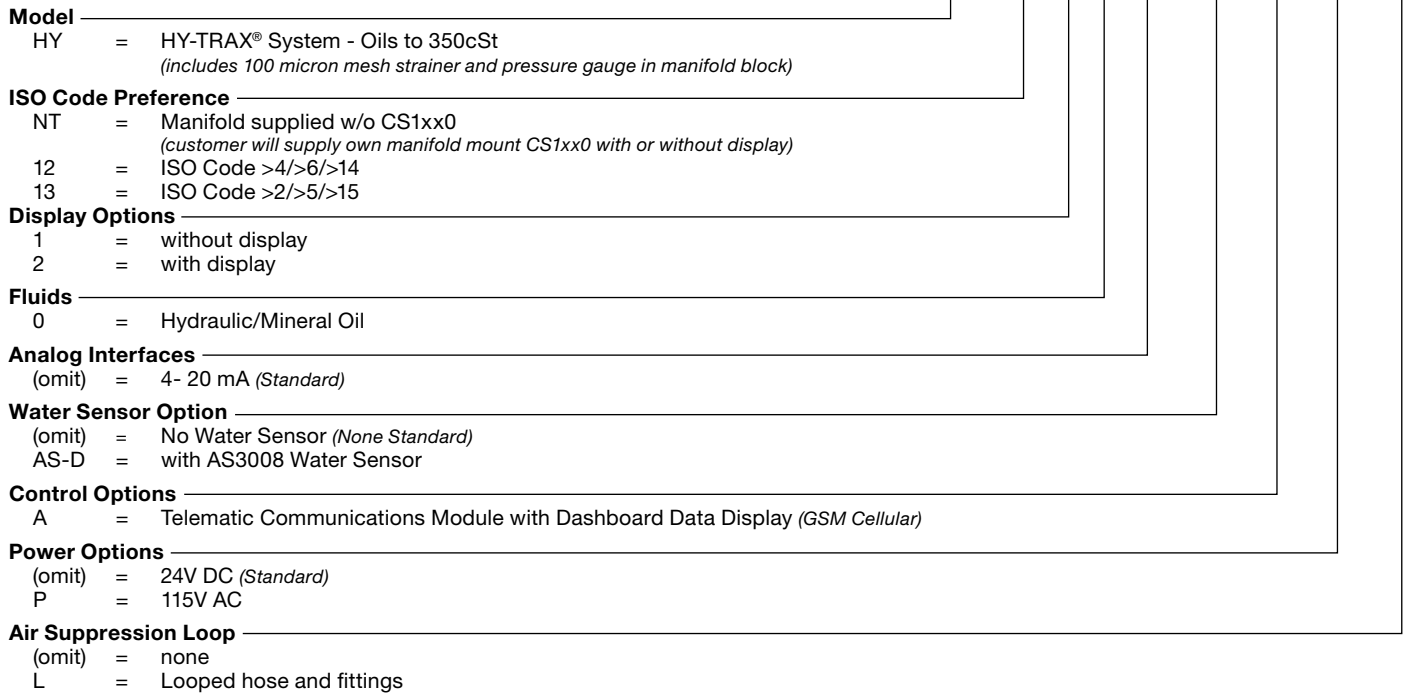 Model
HY = HY-TRAX® System - Oils to 350cSt
(includes 100 micron mesh strainer and pressure gauge in manifold block)
ISO Code Preference
NT = Manifold supplied w/o CS1xx0
(customer will supply own manifold mount CS1xx0 with or without display)
12 = ISO Code >4/>6/>14
13 = ISO Code >2/>5/>15
Display Options
1 = without display
2 = with display
Fluids
0 = Hydraulic/Mineral Oil
Analog Interfaces
(omit) = 4- 20 mA (Standard)
Water Sensor Option
(omit) = No Water Sensor (None Standard)
AS-D = with AS3008 Water Sensor
Control Options
A = Telematic Communications Module with Dashboard Data Display (GSM Cellular)
Power Options
(omit) = 24V DC (Standard)
P = 115V AC
Air Suppression Loop
(omit) = none
L = Looped hose and fittings